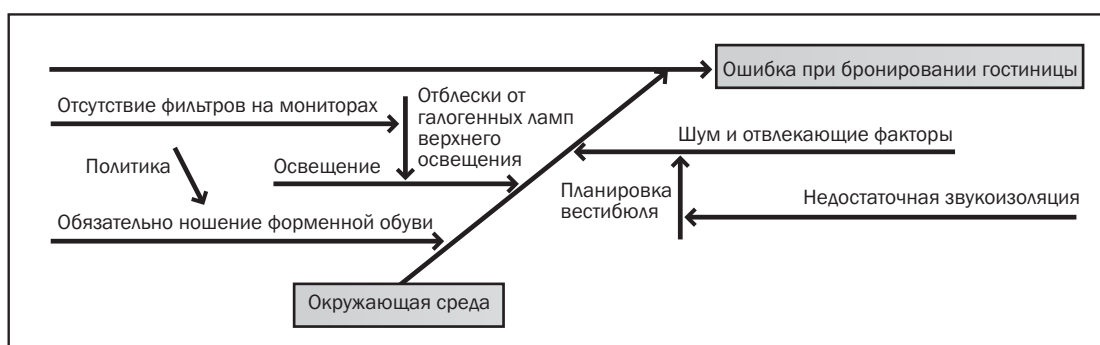 Ошибка при бронировании гостиницы
Отсутствие фильтров на мониторах
Отблески от
галогенных ламп
верхнего
освещения
Шум и отвлекающие факторы
Политика
Освещение
Планировка
вестибюля
Недостаточная звукоизоляция
Обязательно ношение форменной обуви
Окружающая среда